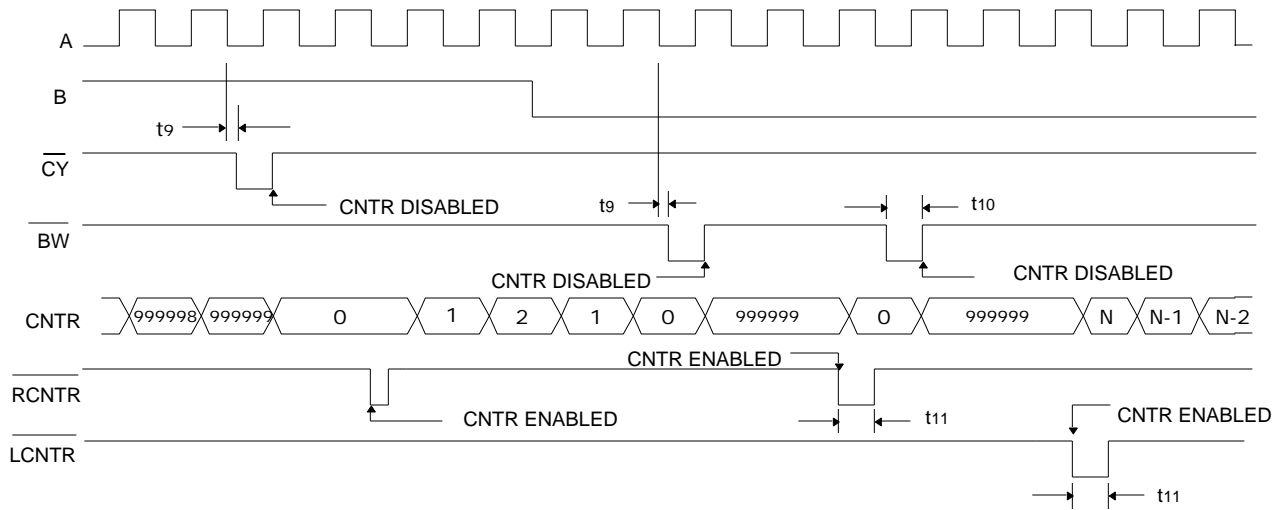 A
B
t9
CY
CNTR DISABLED
t9
t10
BW
CNTR DISABLED
CNTR DISABLED
CNTR 999998 999999 0 1 2 1 0 999999 0 999999 N N-1 N-2
CNTR ENABLED
RCNTR
CNTR ENABLED
t11
CNTR ENABLED
LCNTR
t11